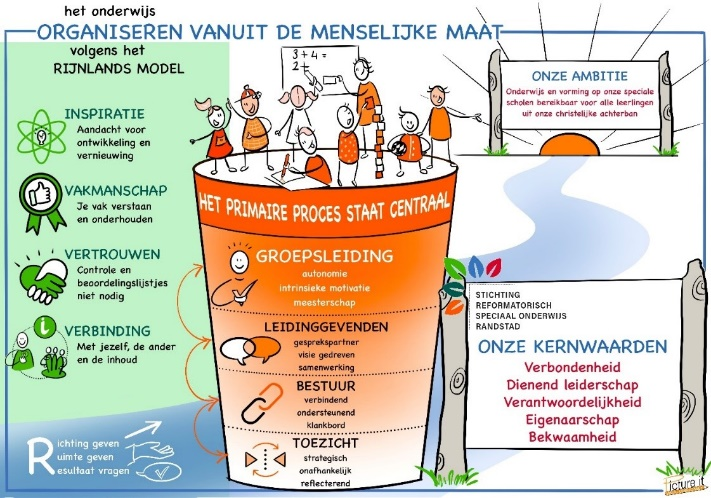 het onderwijs
ORGANISEREN VANUIT DE MENSELIJKE MAAT
volgens het
RIJNLANDS MODEL
INSPIRATIE
Aandacht voor
ontwikkeling en
vernieuwing
VAKMANSCHAP
Je vak verstaan
en onderhouden
VERTROUWEN
Controle en
beoordelingslijstjes
niet nodig
VERBINDING
Met jezelf, de ander
en de inhoud
Richting geven
Ruimte geven
Resultaat vragen
3+4=
2+
HET PRIMAIRE PROCES STAAT CENTRAAL
GROEPSLEIDING
autonomie
intrinsieke motivatie
meesterschap
LEIDINGGEVENDEN
gesprekspartner
visie gedreven
samenwerking
BESTUUR
verbindend
ondersteunend
klankbord
TOEZICHT
strategisch
onafhankelijk
reflecterend
ONZE AMBITIE
Onderwijs en vorming op onze speciale
scholen bereikbaar voor alle leerlingen
uit onze christelijke achterban
STICHTING
REFORMATORISCH
SPECIAAL ONDERWIJS
RANDSTAD
ONZE KERNWAARDEN
Verbondenheid
Dienend leiderschap
Verantwoordelijkheid
Eigenaarschap
Bekwaamheid
Picture it